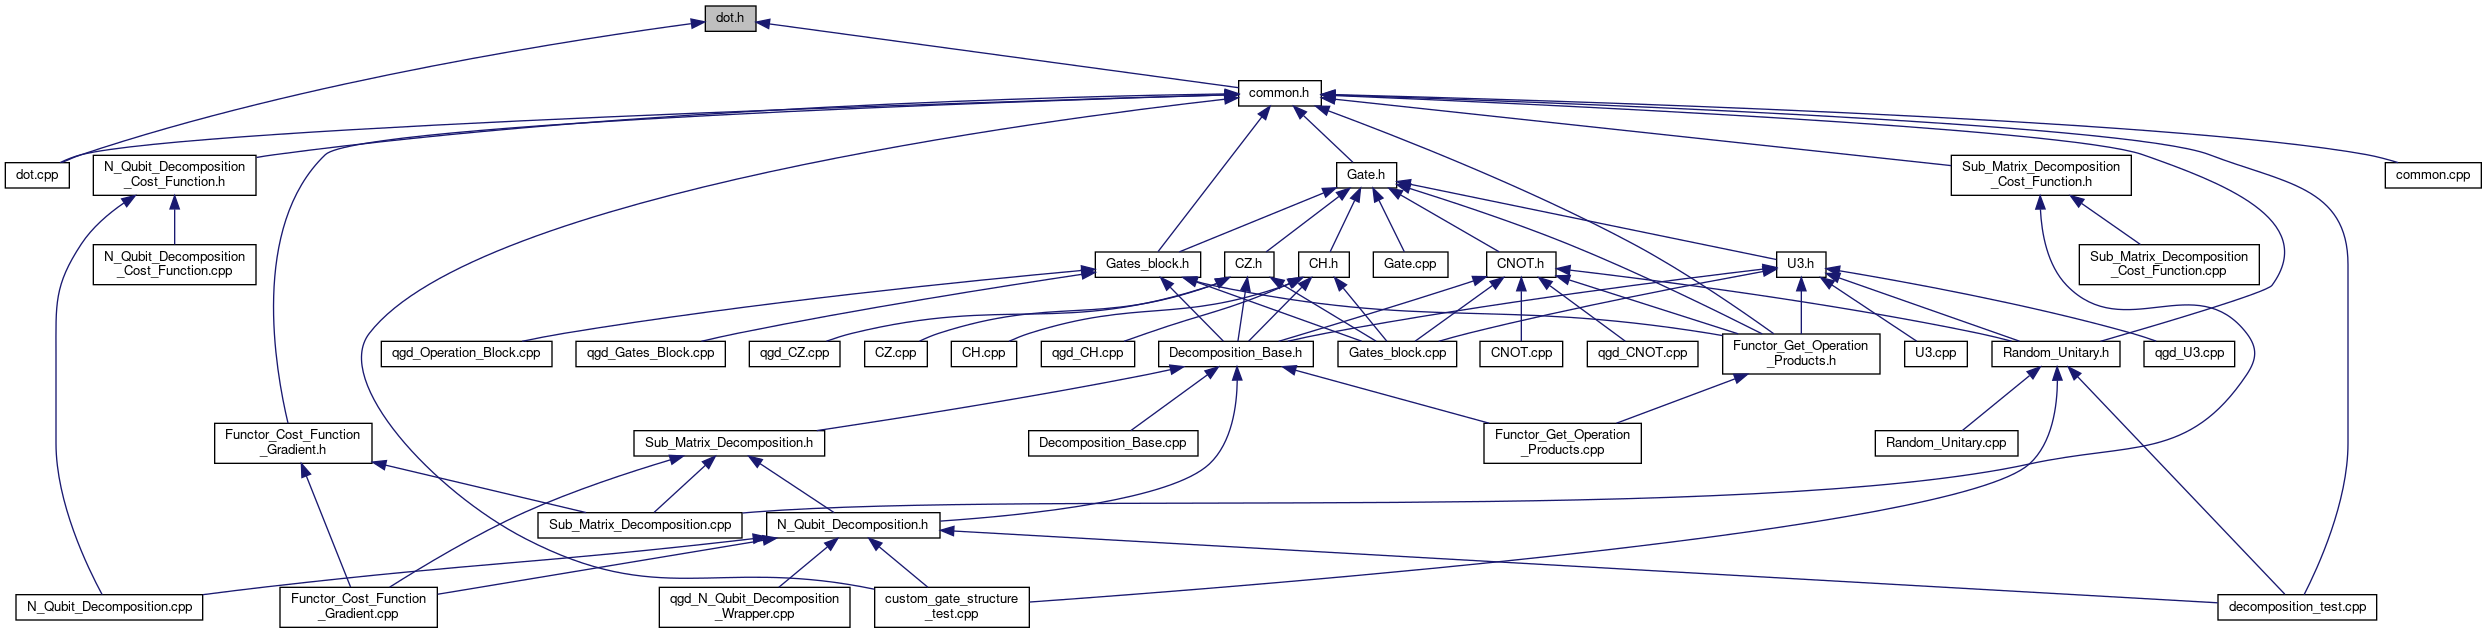 dot.h
common.h
dot.cpp
N_Qubit_Decomposition
_Cost_Function.h
Gate.h
Sub_Matrix_Decomposition
_Cost_Function.h
common.cpp
N_Qubit_Decomposition
_Cost_Function.cpp
Gates_block.h
CZ.h
CH.h
Gate.cpp
CNOT.h
U3.h
Sub_Matrix_Decomposition
_Cost_Function.cpp
qgd_Operation_Block.cpp
qgd_Gates_Block.cpp
qgd_CZ.cpp
CZ.cpp
CH.cpp
qgd_CH.cpp
Decomposition_Base.h
Gates_block.cpp
CNOT.cpp
qgd_CNOT.cpp
Functor_Get_Operation
_Products.h
U3.cpp
Random_Unitary.h
qgd_U3.cpp
Functor_Cost_Function
_Gradient.h
Sub_Matrix_Decomposition.h
Decomposition_Base.cpp
Functor_Get_Operation
_Products.cpp
Random_Unitary.cpp
Sub_Matrix_Decomposition.cpp
N_Qubit_Decomposition.h
N_Qubit_Decomposition.cpp
Functor_Cost_Function
_Gradient.cpp
qgd_N_Qubit_Decomposition
_Wrapper.cpp
custom_gate_structure
_test.cpp
decomposition_test.cpp